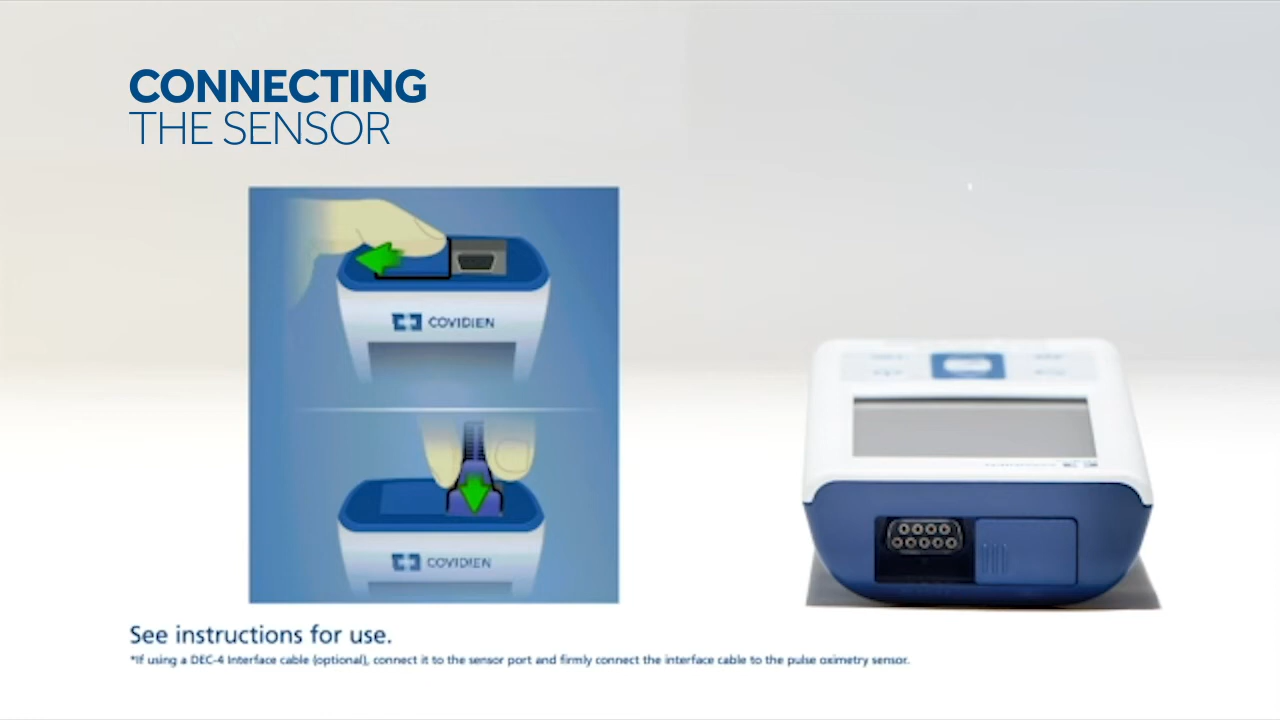 CONNECTING
THE SENSOR
COVIDIEN
COVIDIEN
See instructions for use.
*If using a DEC-4 Interface cable (optional), connect it to the sensor port and firmly connect the interface cable to the pulse oximetry sensor.